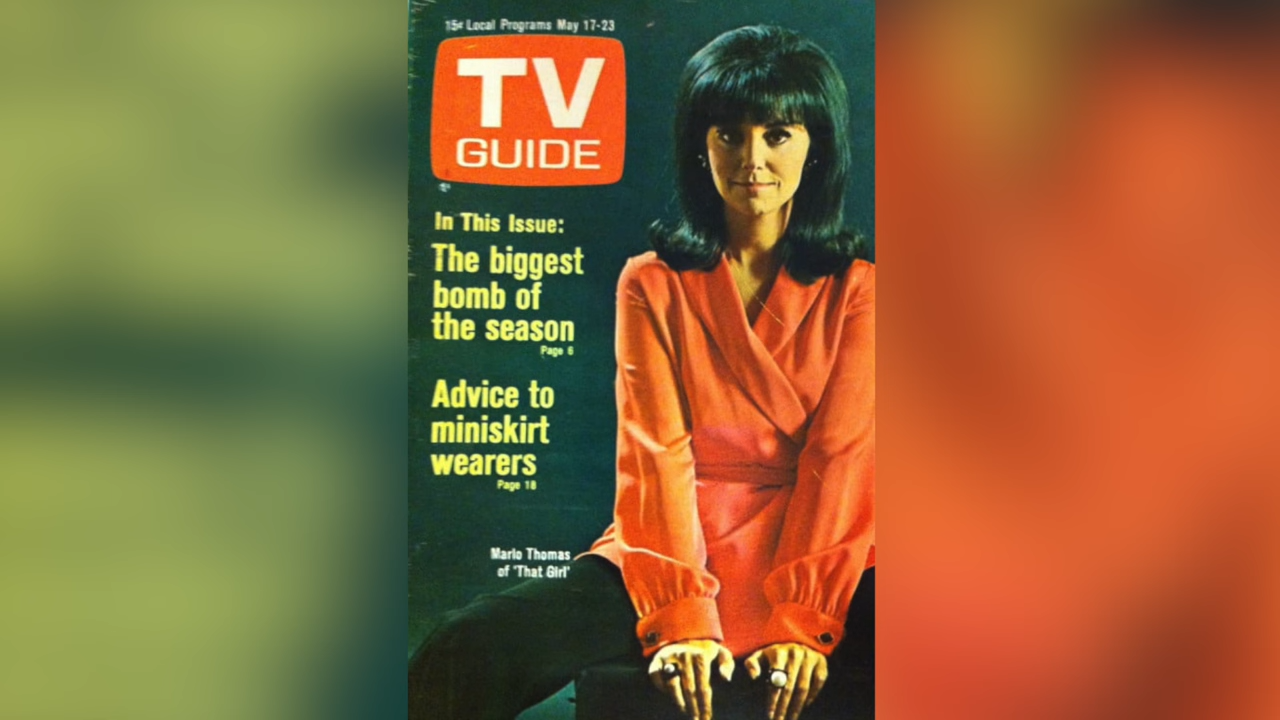 15¢ Local Programs May 17-23
TV
GUIDE
In This Issue:
The biggest
bomb of
the season
Page 6
Advice to
miniskirt
wearers
Page 18
Marlo Thomas
of 'That Girl'